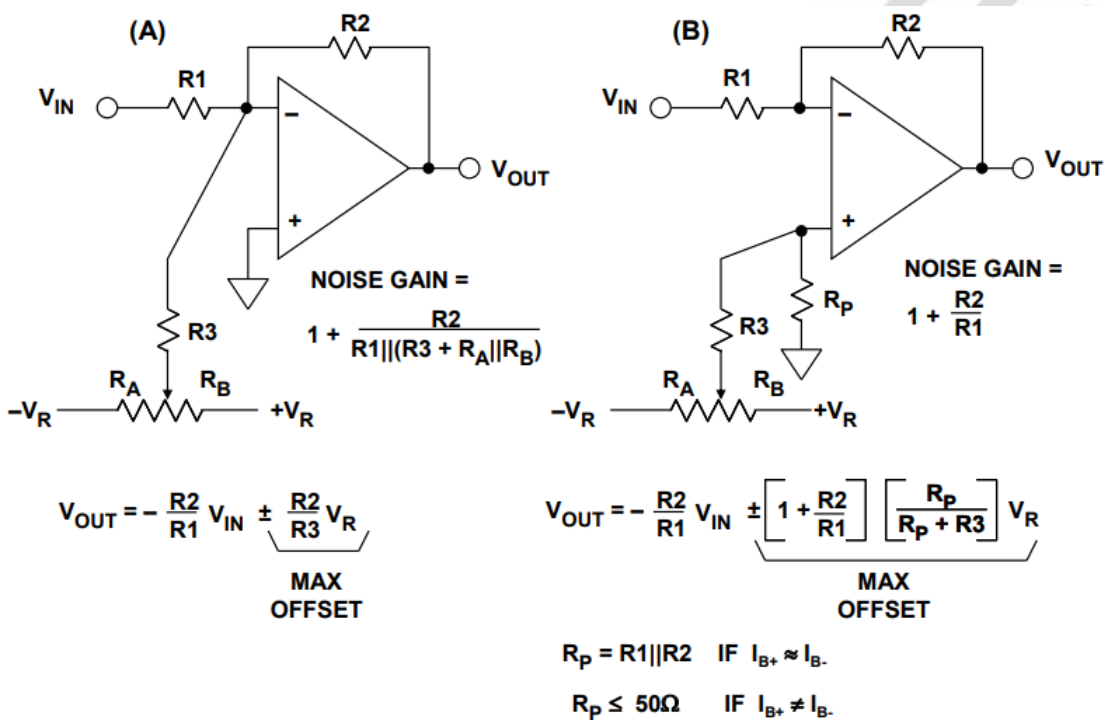 (A)
R2
R1
V_IN
−
+
V_OUT
NOISE GAIN =
1 + R2 / R1||(R3 + R_A||R_B)
R3
R_A R_B
−V_R +V_R
V_OUT = − R2/R1 V_IN ± R2/R3 V_R
MAX
OFFSET
(B)
R2
R1
V_IN
−
+
V_OUT
NOISE GAIN =
1 + R2/R1
R_P
R3
R_A R_B
−V_R +V_R
V_OUT = − R2/R1 V_IN ± [1 + R2/R1] [R_P / R_P + R3] V_R
MAX
OFFSET
R_P = R1||R2 IF I_B+ ≈ I_B-
R_P ≤ 50Ω IF I_B+ ≠ I_B-